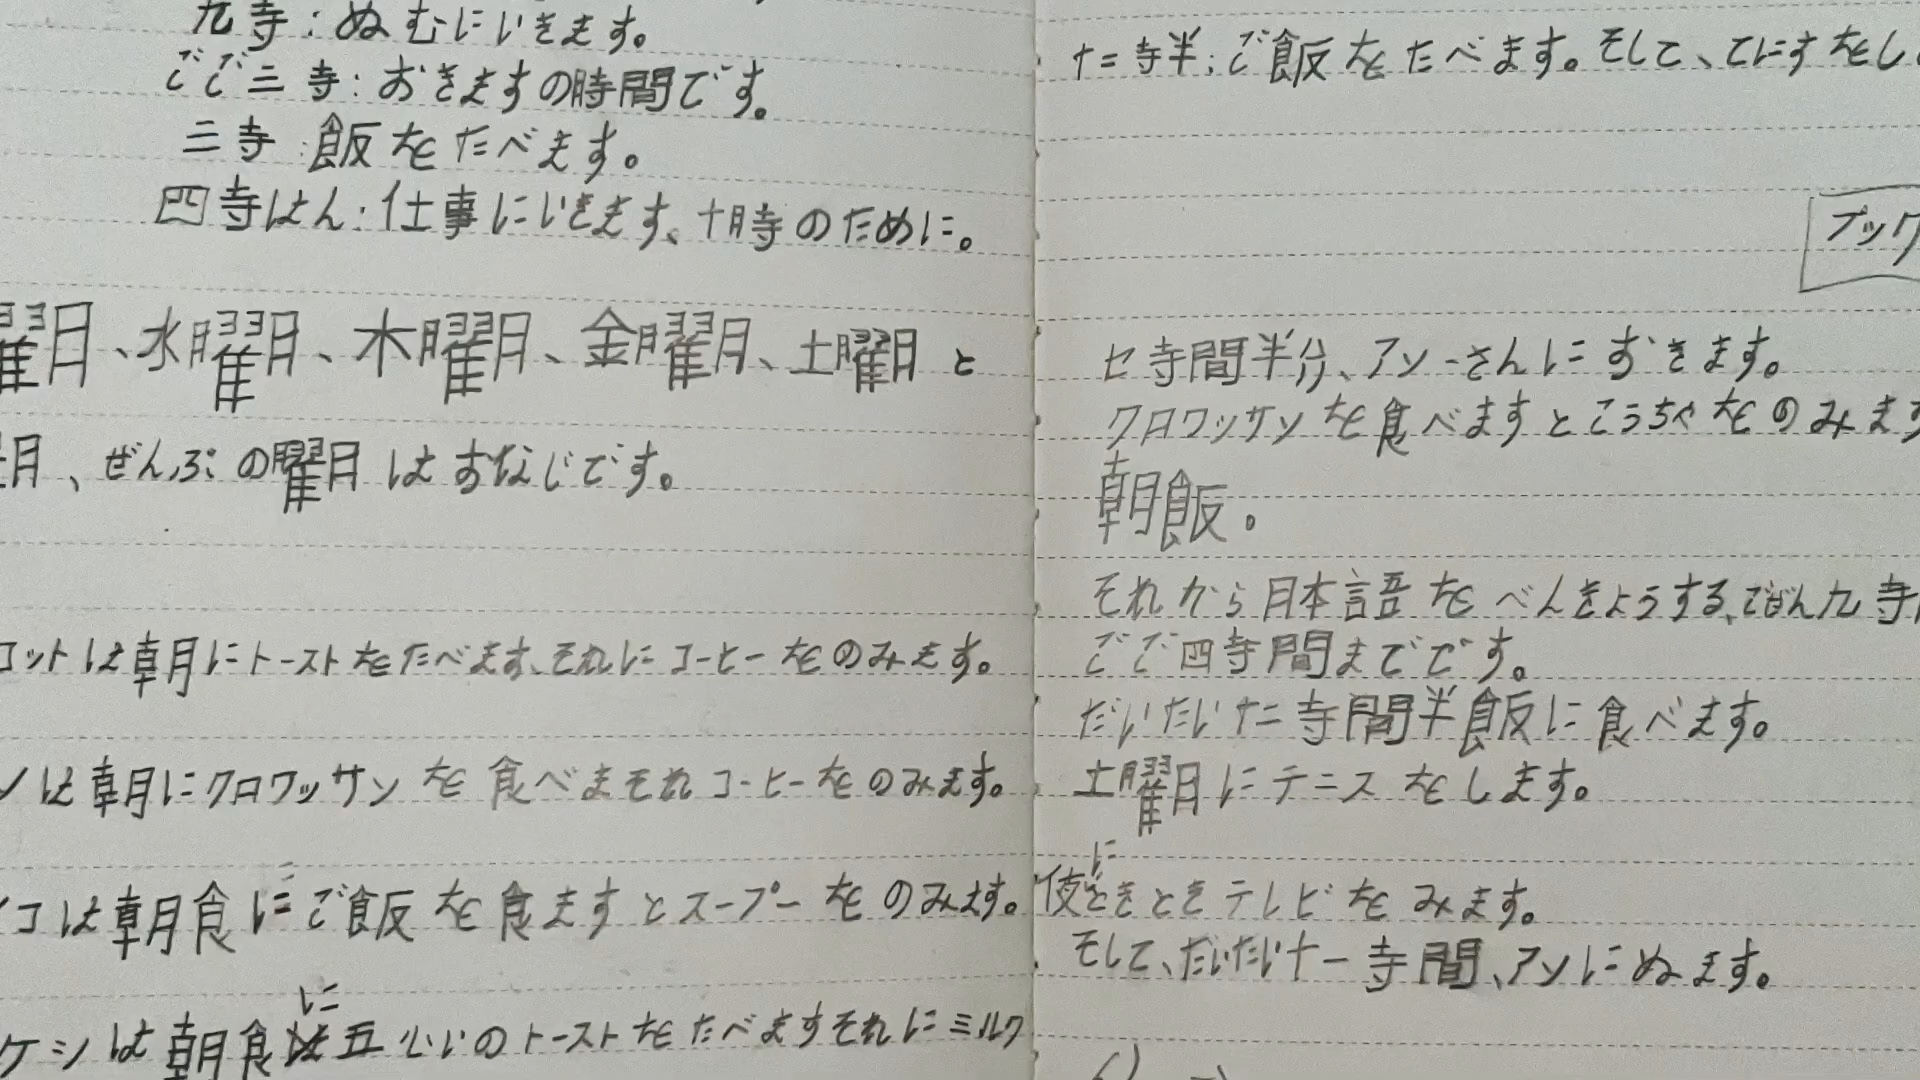 九寺：ぬむにいきます。
ごご二寺：おきますの時間です。
三寺：飯をたべます。
四寺はん：仕事にいきます、十時のために。
曜日、水曜日、木曜日、金曜日、土曜日と
月、ぜんぶの曜日はおなじです。
コットは朝にトーストをたべます、それにコーヒーをのみます。
ノは朝にクロワッサンを食べまそれコーヒーをのみます。
コは朝食にご飯を食ますとスープーをのみます。
ケシは朝食に五心いのトーストをたべますそれにミルク
十二寺半：ご飯をたべます。そして、てにすをし
ブック
七寺間半分、アンーさんにおきます。
クロワッサンを食べますとこうちゃをのみます
朝飯。
それから日本語をべんきようする、ごぜん九寺
ごご四寺間までです。
だいたい十二寺間半飯に食べます。
土曜日にテニスをします。
夜にときときテレビをみます。
そして、だいたい十一寺間、アンにぬます。